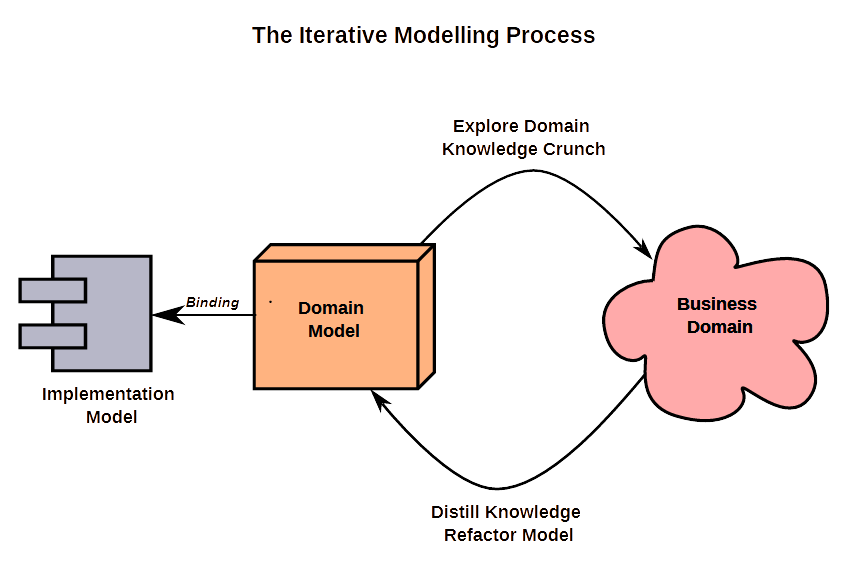 The Iterative Modelling Process
Explore Domain
Knowledge Crunch
Business
Domain
Binding
Domain
Model
Implementation
Model
Distill Knowledge
Refactor Model